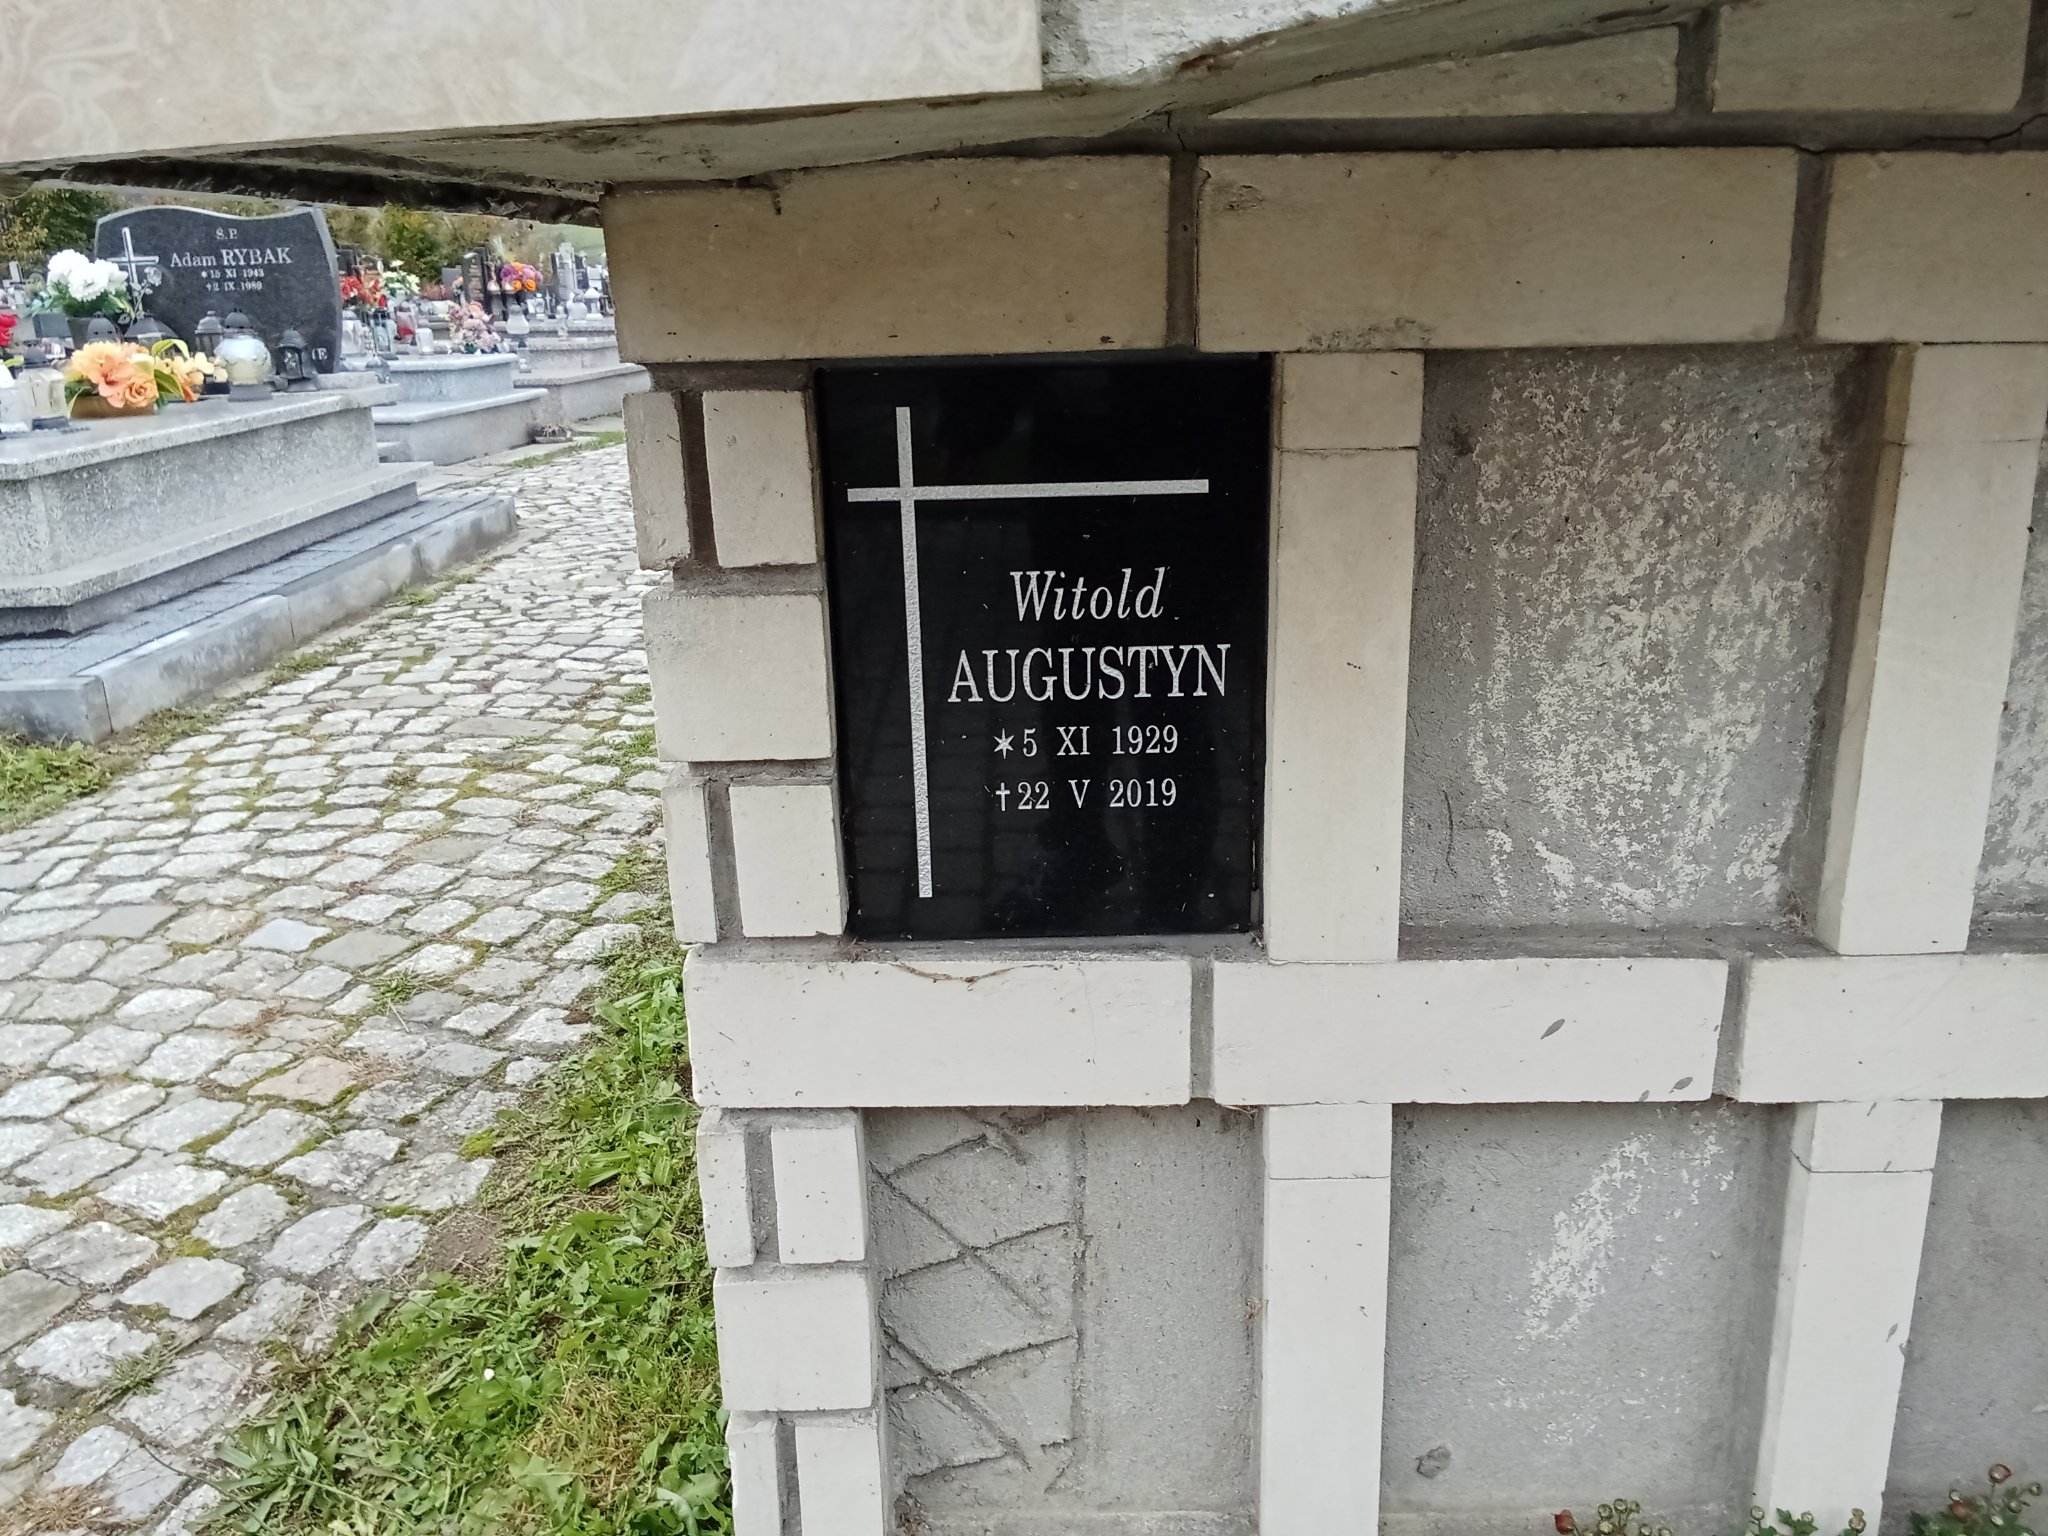 Ś.P.
Adam RYBAK
*15 XI 1943
+2 IX 1989
Witold
AUGUSTYN
*5 XI 1929
+22 V 2019